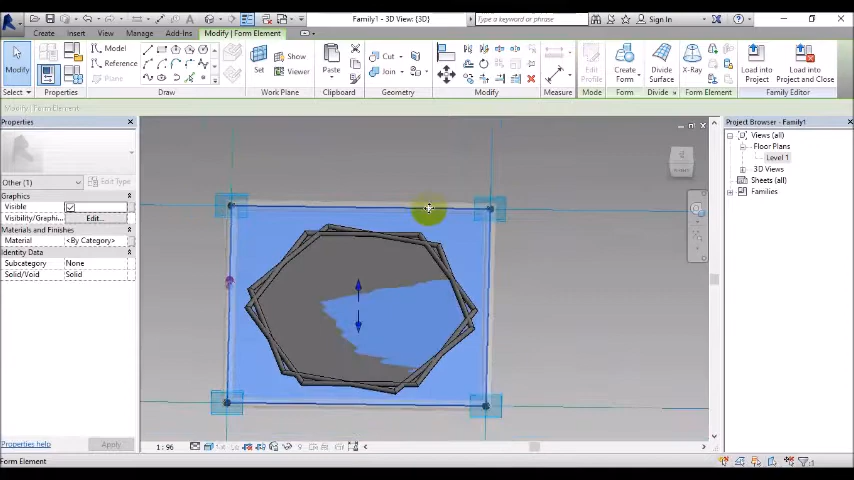 Family1 - 3D View: {3D}
Type a keyword or phrase
Sign In
Create Insert View Manage Add-Ins Modify | Form Element
Modify
Select
Properties
Model
Reference
Plane
Draw
Set
Show
Viewer
Work Plane
Paste
Clipboard
Cut
Join
Geometry
Modify
Measure
Edit Profile
Mode
Create Form
Form
Divide Surface
Divide
X-Ray
Form Element
Load into Project
Load into Project and Close
Family Editor
Modify | Form Element
Properties
Other (1)
Edit Type
Graphics
Visible
Visibility/Graphi... Edit...
Materials and Finishes
Material <By Category>
Identity Data
Subcategory None
Solid/Void Solid
Properties help
Apply
Project Browser - Family1
Views (all)
Floor Plans
Level 1
3D Views
Sheets (all)
Families
1 : 96
Form Element